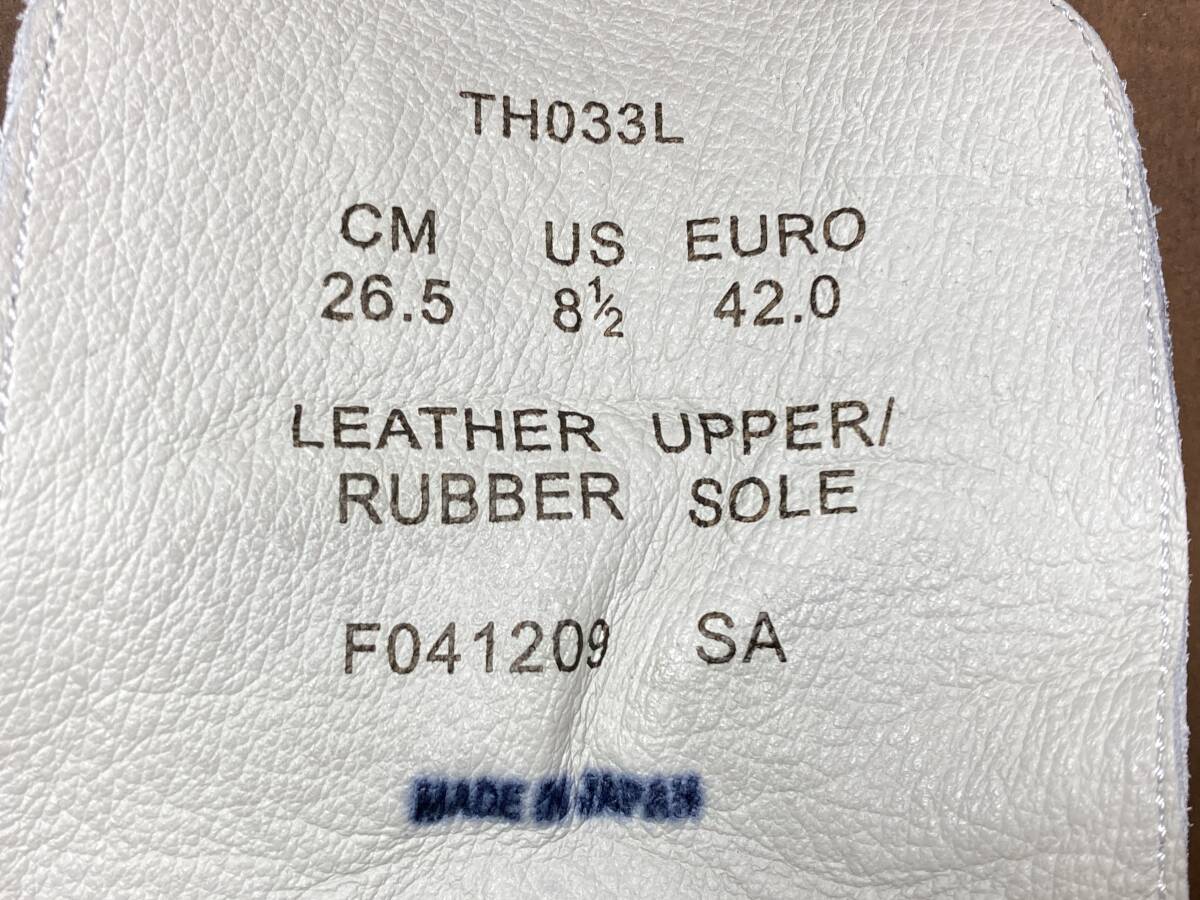 TH033L
CM US EURO
26.5 8½ 42.0
LEATHER UPPER/
RUBBER SOLE
F041209 SA
MADE IN JAPAN